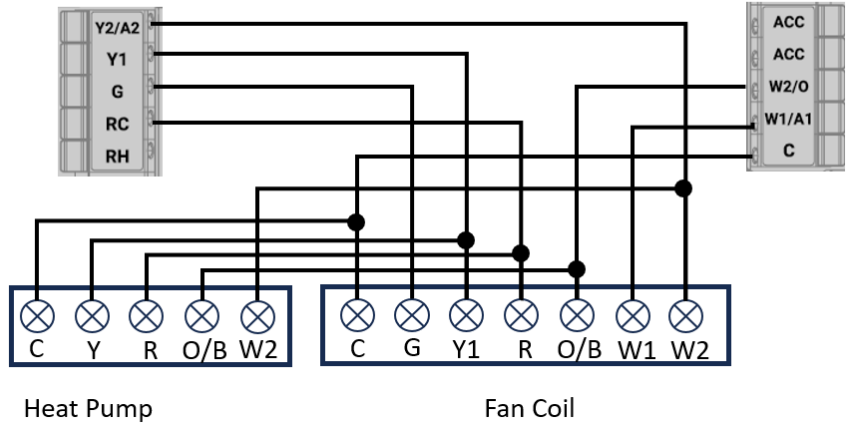 Y2/A2
Y1
G
RC
RH
ACC
ACC
W2/O
W1/A1
C
C Y R O/B W2
C G Y1 R O/B W1 W2
Heat Pump
Fan Coil